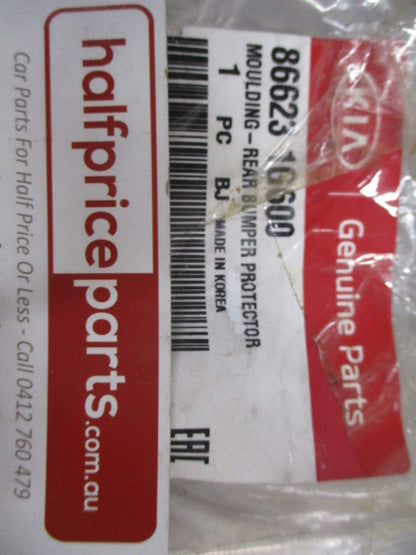 KIA
Genuine Parts
86623 1G600
MOULDING-REAR BUMPER PROTECTOR
1 PC BJ MADE IN KOREA
EAC
halfpriceparts.com.au
Car Parts For Half Price Or Less - Call 0412 760 479